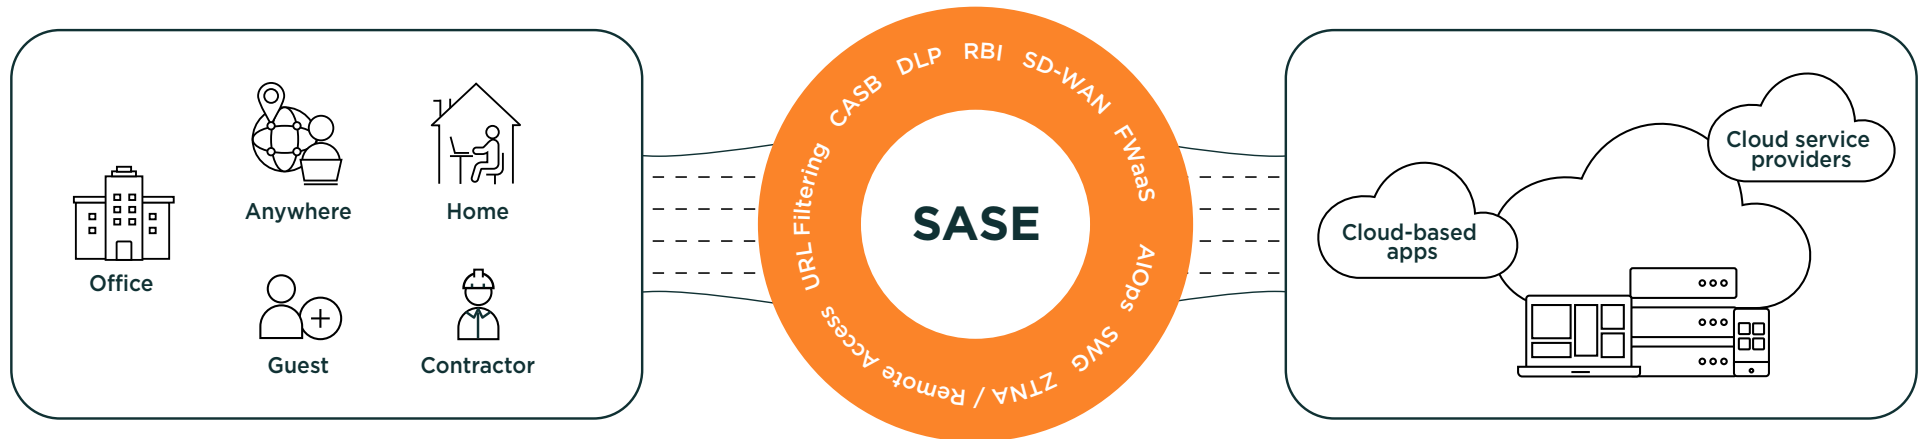 Office
Anywhere
Home
Guest
Contractor
URL Filtering
CASB
DLP
RBI
SD-WAN
FWaaS
AIOps
SWG
ZTNA / Remote Access
SASE
Cloud-based
apps
Cloud service
providers